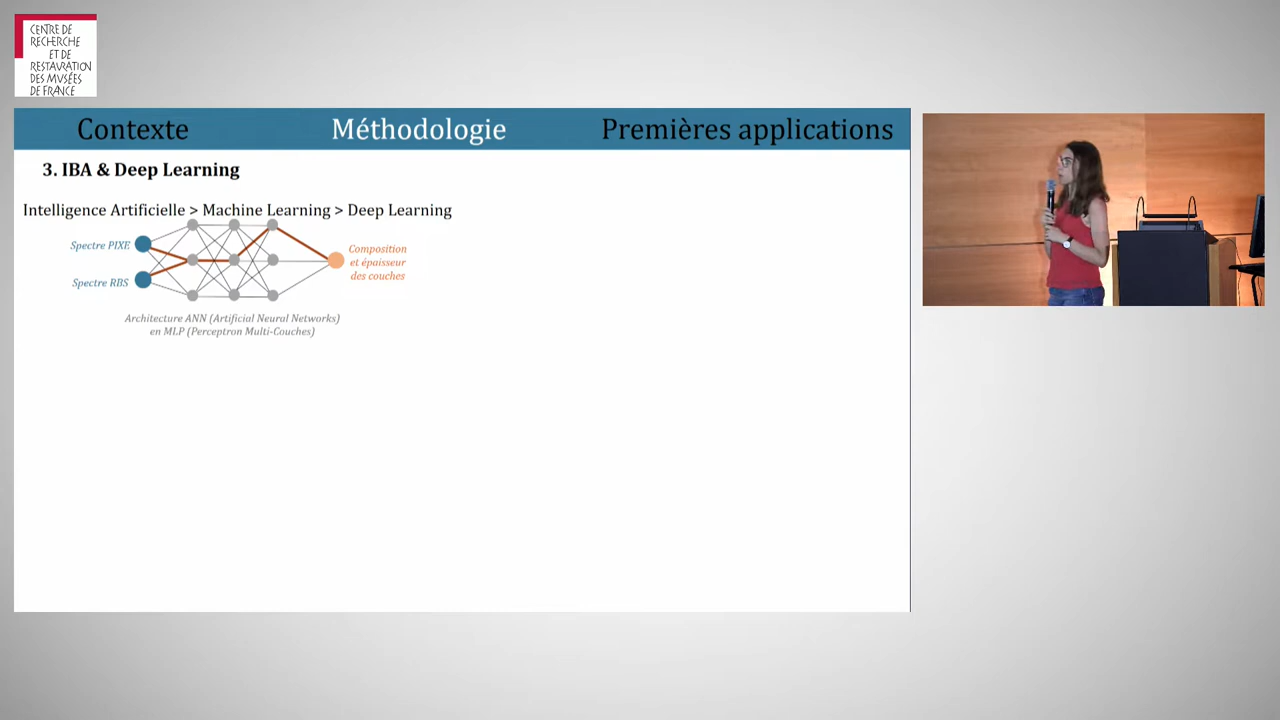 CENTRE DE
RECHERCHE
ET DE
RESTAURATION
DES MUSÉES
DE FRANCE
Contexte
Méthodologie
Premières applications
3. IBA & Deep Learning
Intelligence Artificielle > Machine Learning > Deep Learning
Spectre PIXE
Spectre RBS
Composition
et épaisseur
des couches
Architecture ANN (Artificial Neural Networks)
en MLP (Perceptron Multi-Couches)